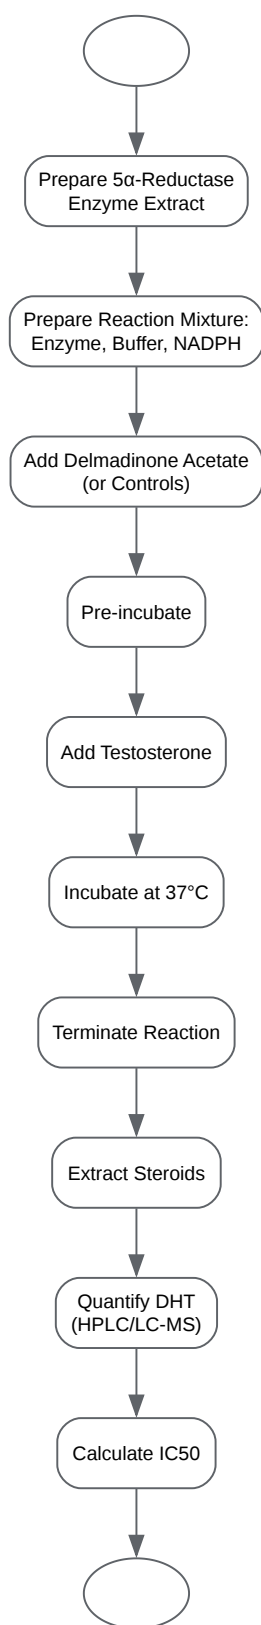 Prepare 5α-Reductase
Enzyme Extract
Prepare Reaction Mixture:
Enzyme, Buffer, NADPH
Add Delmadinone Acetate
(or Controls)
Pre-incubate
Add Testosterone
Incubate at 37°C
Terminate Reaction
Extract Steroids
Quantify DHT
(HPLC/LC-MS)
Calculate IC50